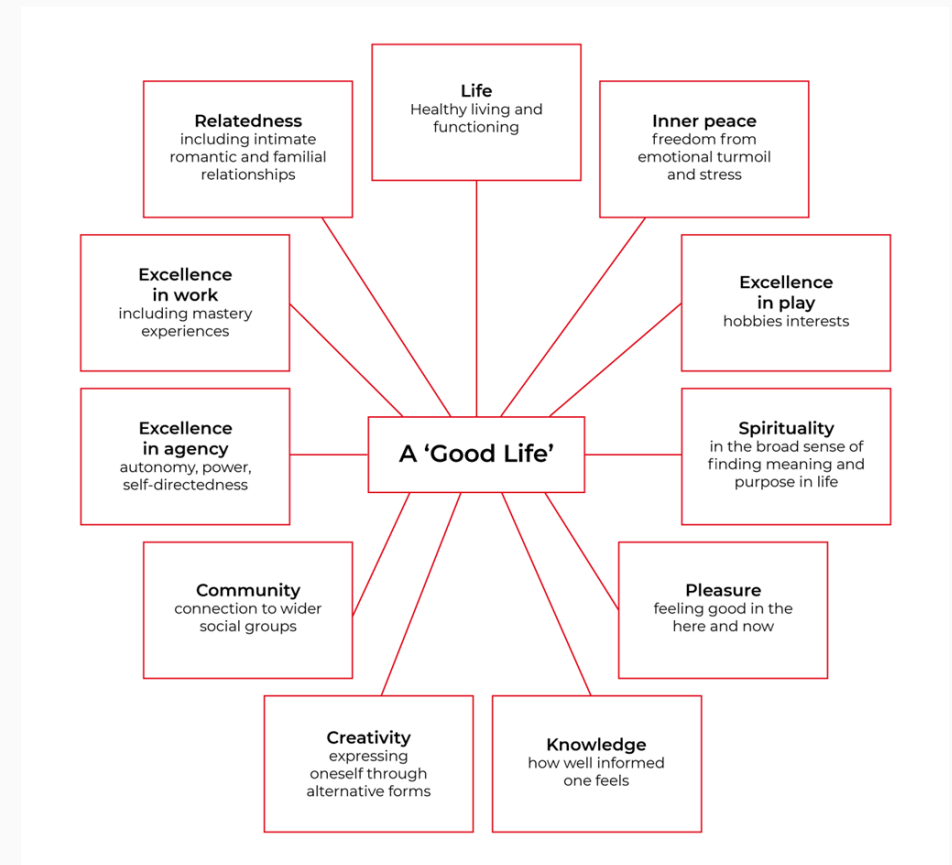 Life
Healthy living and
functioning
Relatedness
including intimate
romantic and familial
relationships
Inner peace
freedom from
emotional turmoil
and stress
Excellence
in work
including mastery
experiences
Excellence
in play
hobbies interests
Excellence
in agency
autonomy, power,
self-directedness
A ‘Good Life’
Spirituality
in the broad sense of
finding meaning and
purpose in life
Community
connection to wider
social groups
Pleasure
feeling good in the
here and now
Creativity
expressing
oneself through
alternative forms
Knowledge
how well informed
one feels